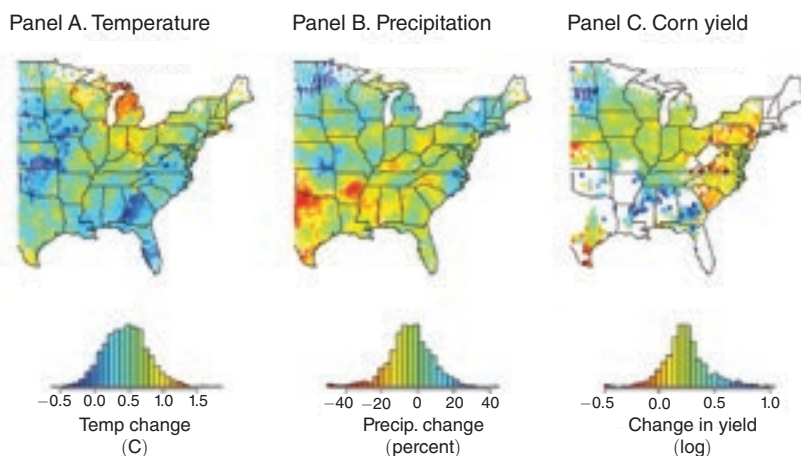 Panel A. Temperature
Panel B. Precipitation
Panel C. Corn yield
−0.5 0.0 0.5 1.0 1.5
Temp change
(C)
−40 −20 0 20 40
Precip. change
(percent)
−0.5 0.0 0.5 1.0
Change in yield
(log)